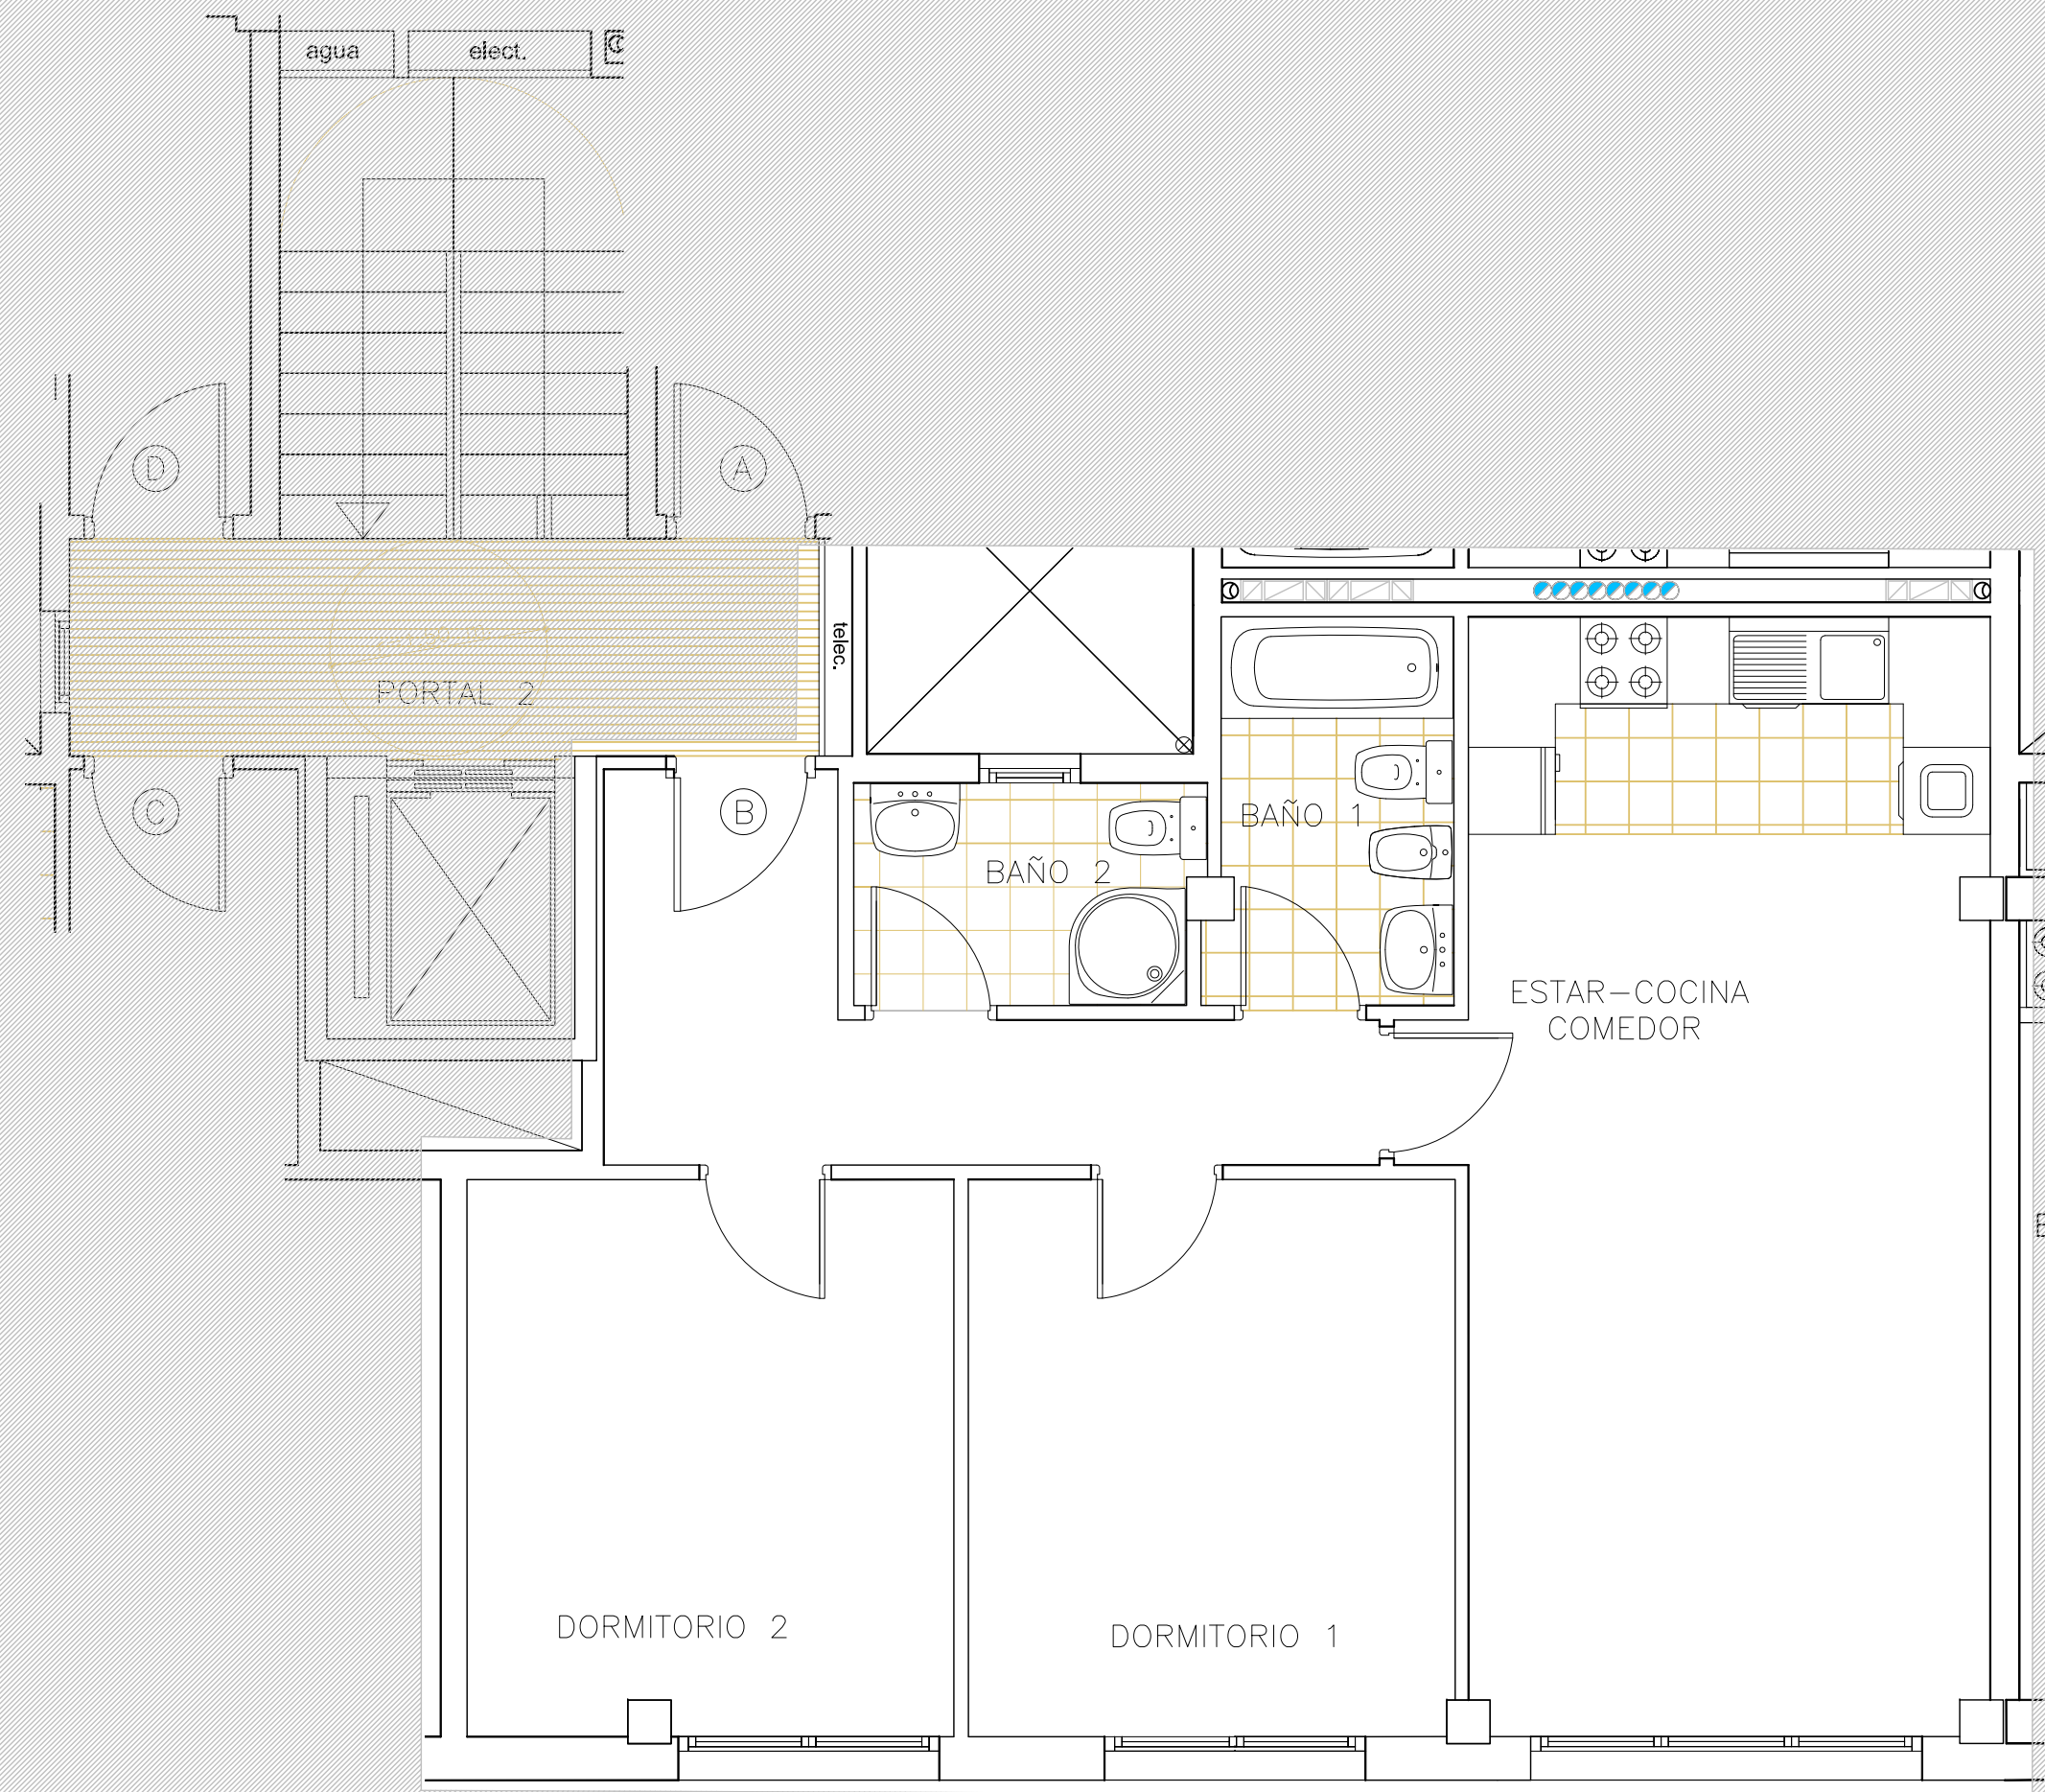 agua
elect.
D
A
telec.
PORTAL 2
C
B
BAÑO 1
BAÑO 2
ESTAR-COCINA
COMEDOR
DORMITORIO 2
DORMITORIO 1